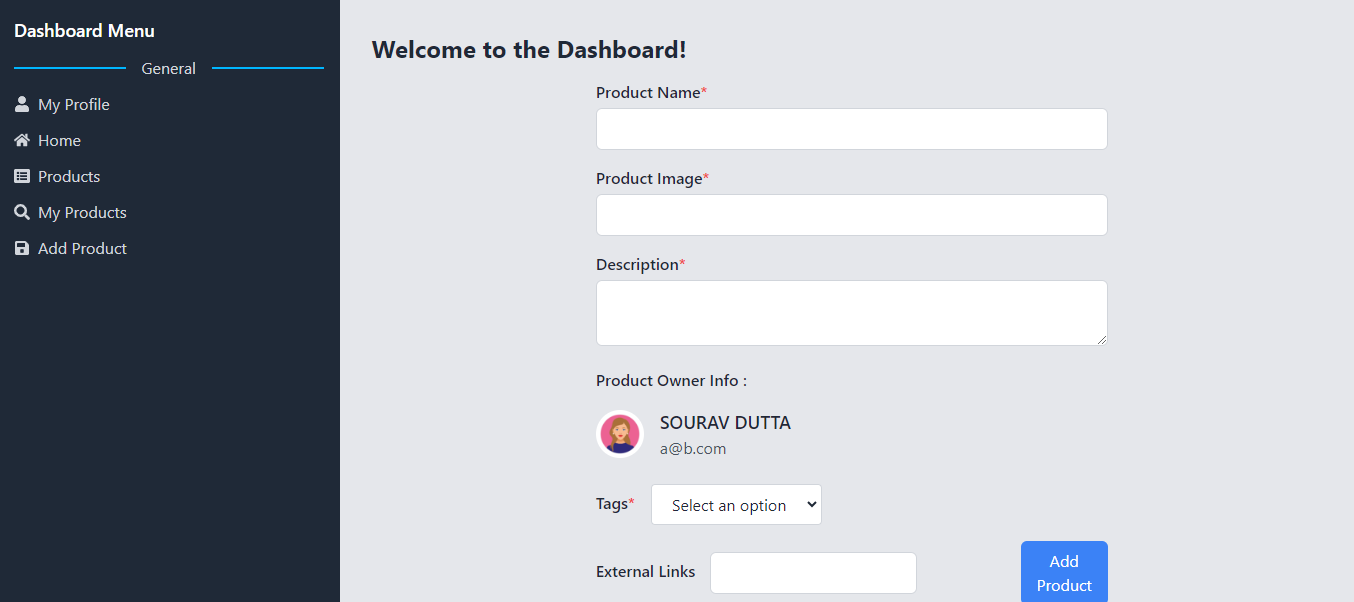 Dashboard Menu
General
My Profile
Home
Products
My Products
Add Product
Welcome to the Dashboard!
Product Name*
Product Image*
Description*
Product Owner Info :
SOURAV DUTTA
a@b.com
Tags* Select an option
External Links
Add
Product